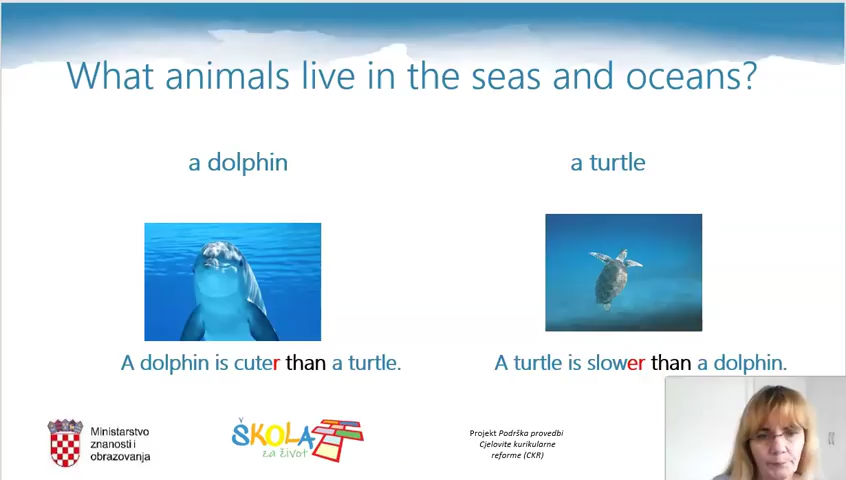 What animals live in the seas and oceans?
a dolphin
a turtle
A dolphin is cuter than a turtle.
A turtle is slower than a dolphin.
Ministarstvo
znanosti i
obrazovanja
ŠKOLA
za život
Projekt Podrška provedbi
Cjelovite kurikularne
reforme (CKR)